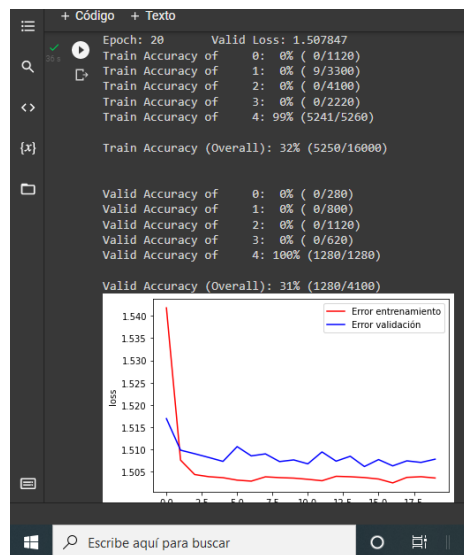 + Código + Texto
Epoch: 20 Valid Loss: 1.507847
Train Accuracy of 0: 0% ( 0/1120)
Train Accuracy of 1: 0% ( 9/3300)
Train Accuracy of 2: 0% ( 0/4100)
Train Accuracy of 3: 0% ( 0/2220)
Train Accuracy of 4: 99% (5241/5260)
Train Accuracy (Overall): 32% (5250/16000)
Valid Accuracy of 0: 0% ( 0/280)
Valid Accuracy of 1: 0% ( 0/800)
Valid Accuracy of 2: 0% ( 0/1120)
Valid Accuracy of 3: 0% ( 0/620)
Valid Accuracy of 4: 100% (1280/1280)
Valid Accuracy (Overall): 31% (1280/4100)
Error entrenamiento
Error validación
1.540
1.535
1.530
1.525
1.520
1.515
1.510
1.505
loss
0.0 2.5 5.0 7.5 10.0 12.5 15.0 17.5
{x}
Escribe aquí para buscar